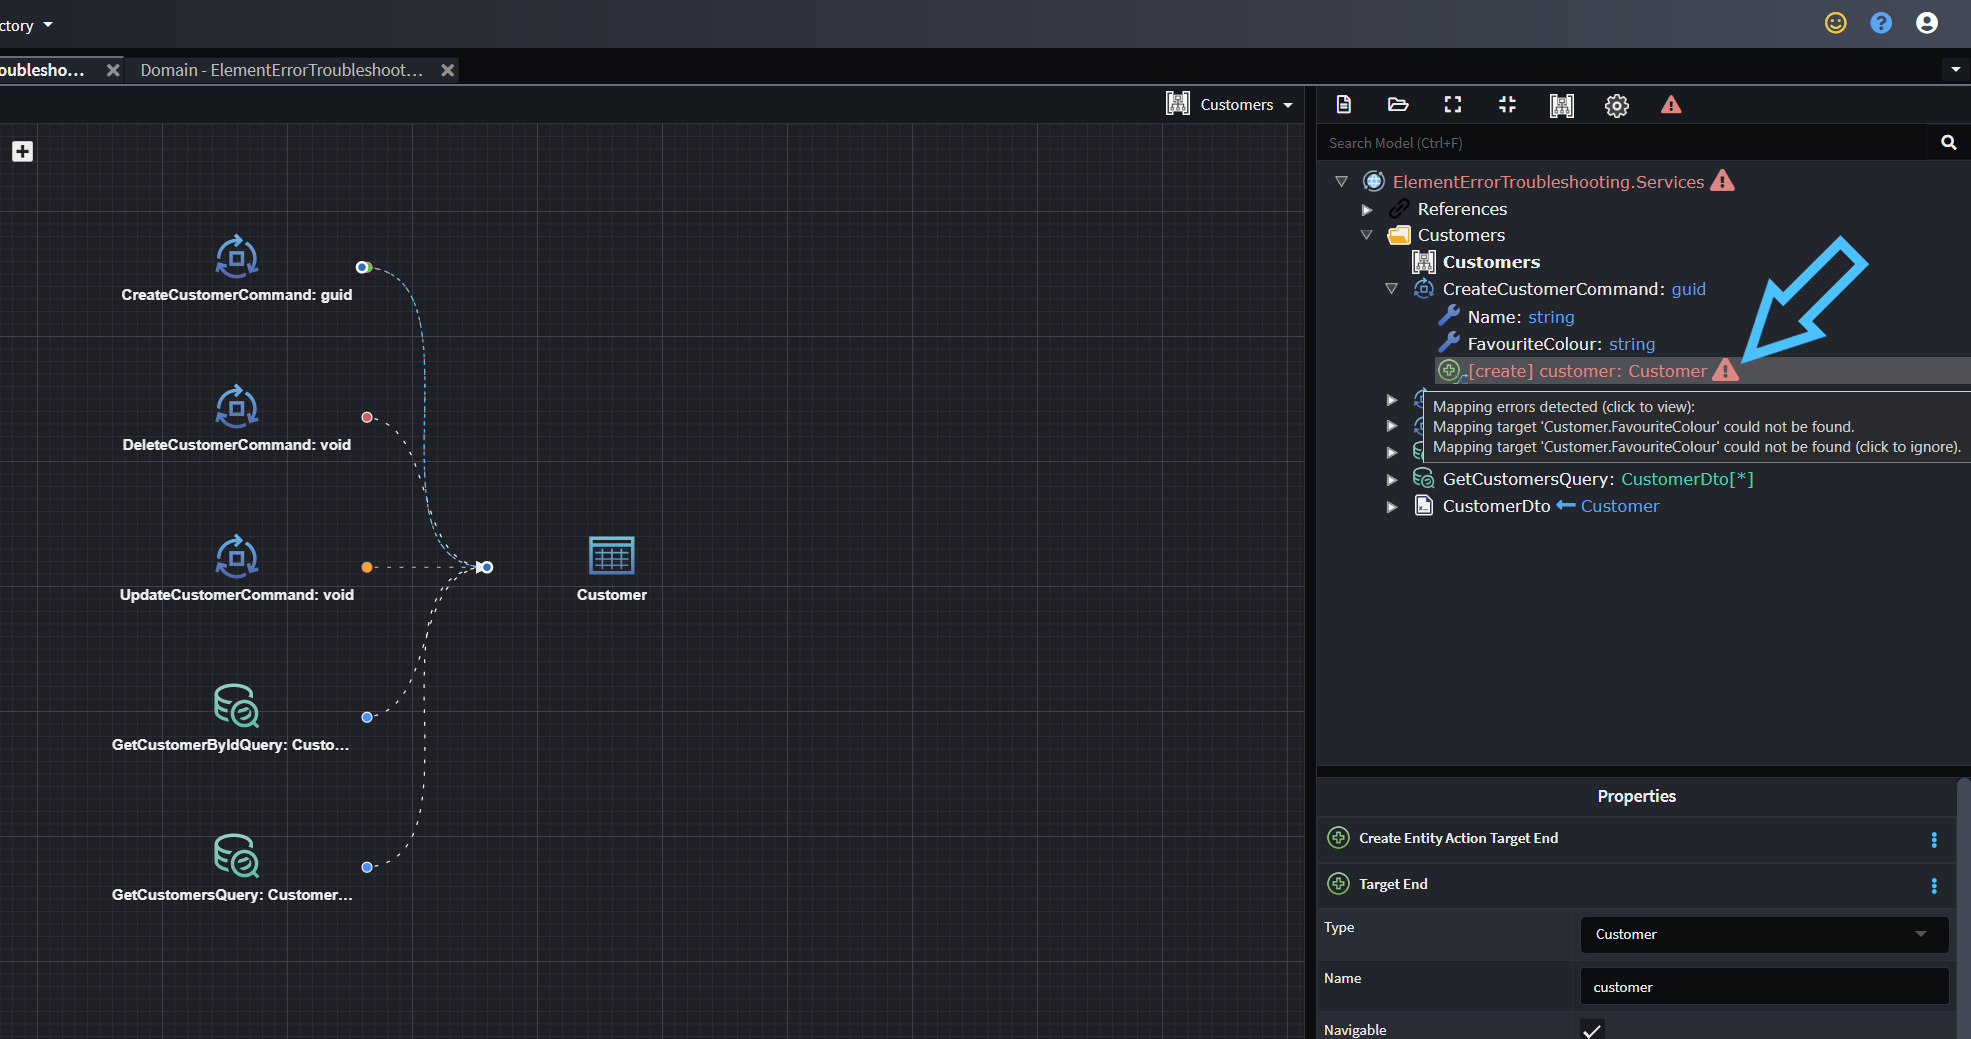 ctory
oublesho...
Domain - ElementErrorTroubleshoot...
Customers
Search Model (Ctrl+F)
ElementErrorTroubleshooting.Services
References
Customers
Customers
CreateCustomerCommand: guid
Name: string
FavouriteColour: string
[create] customer: Customer
Mapping errors detected (click to view):
Mapping target 'Customer.FavouriteColour' could not be found.
Mapping target 'Customer.FavouriteColour' could not be found (click to ignore).
GetCustomersQuery: CustomerDto[*]
CustomerDto Customer
CreateCustomerCommand: guid
DeleteCustomerCommand: void
UpdateCustomerCommand: void
Customer
GetCustomerByIdQuery: Custo...
GetCustomersQuery: Customer...
Properties
Create Entity Action Target End
Target End
Type
Customer
Name
customer
Navigable